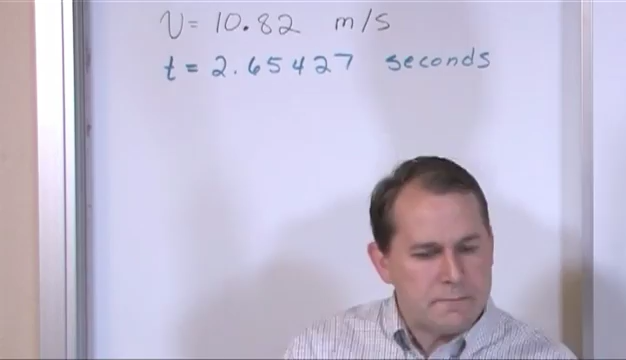 v = 10.82 m/s
t = 2.65427 seconds